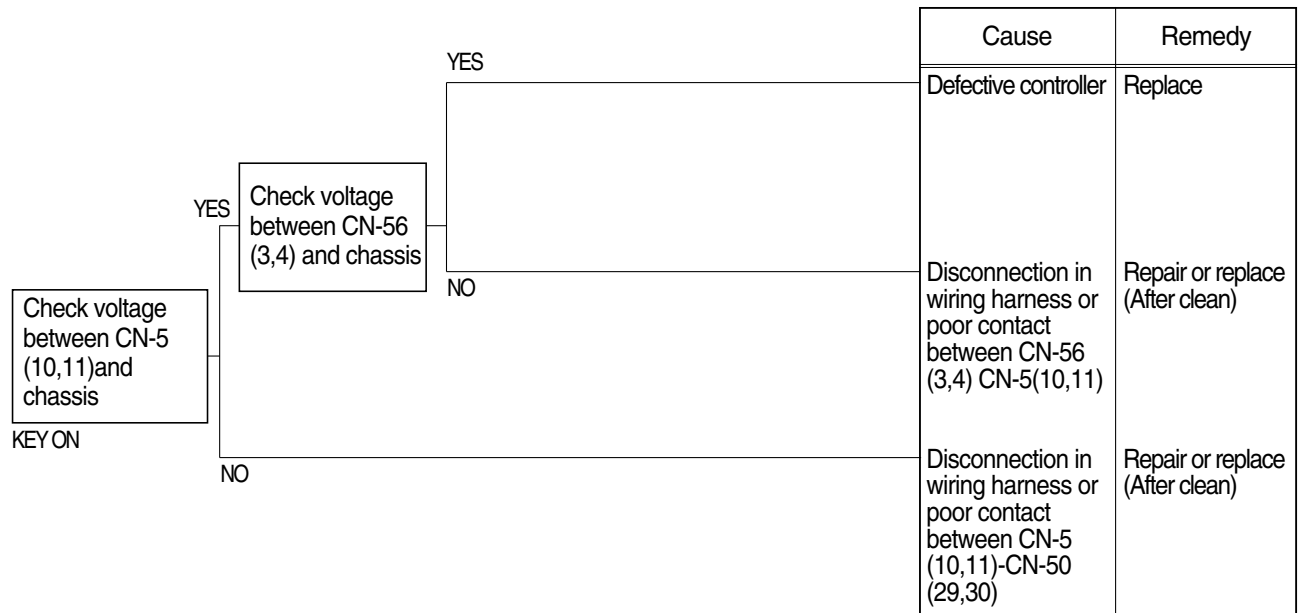 Cause
Remedy
YES
Defective controller
Replace
YES
Check voltage
between CN-56
(3,4) and chassis
NO
Disconnection in
wiring harness or
poor contact
between CN-56
(3,4) CN-5(10,11)
Repair or replace
(After clean)
Check voltage
between CN-5
(10,11)and
chassis
KEY ON
NO
Disconnection in
wiring harness or
poor contact
between CN-5
(10,11)-CN-50
(29,30)
Repair or replace
(After clean)